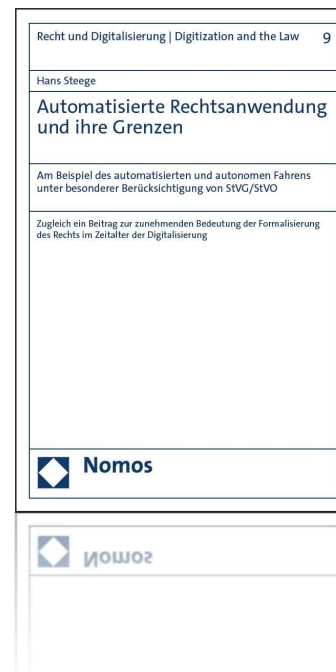 Recht und Digitalisierung | Digitization and the Law 9
Hans Steege
Automatisierte Rechtsanwendung
und ihre Grenzen
Am Beispiel des automatisierten und autonomen Fahrens
unter besonderer Berücksichtigung von StVG/StVO
Zugleich ein Beitrag zur zunehmenden Bedeutung der Formalisierung
des Rechts im Zeitalter der Digitalisierung
Nomos
Nomos